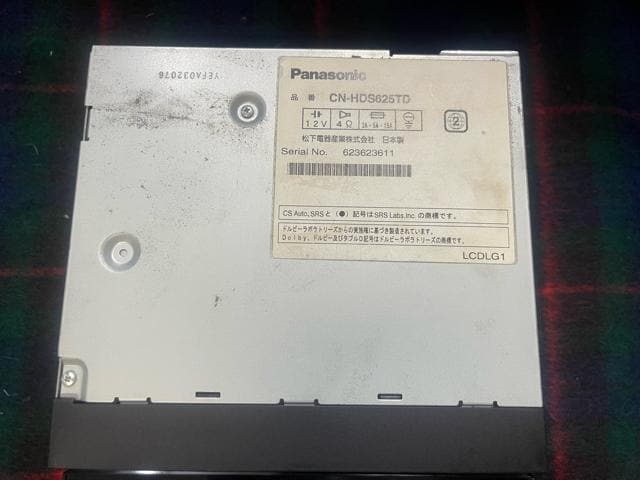 YEFA032076
Panasonic
品 番 CN-HDS625TD
12V 4Ω 2A・5A・15A
2
松下電器産業株式会社 日本製
Serial No. 623623611
CS Auto, SRSと(●)記号はSRS Labs, Inc. の商標です。
ドルビーラボラトリーズからの実施権に基づき製造されています。
Dolby、ドルビー及びダブルD記号はドルビーラボラトリーズの商標です。
LCDLG1